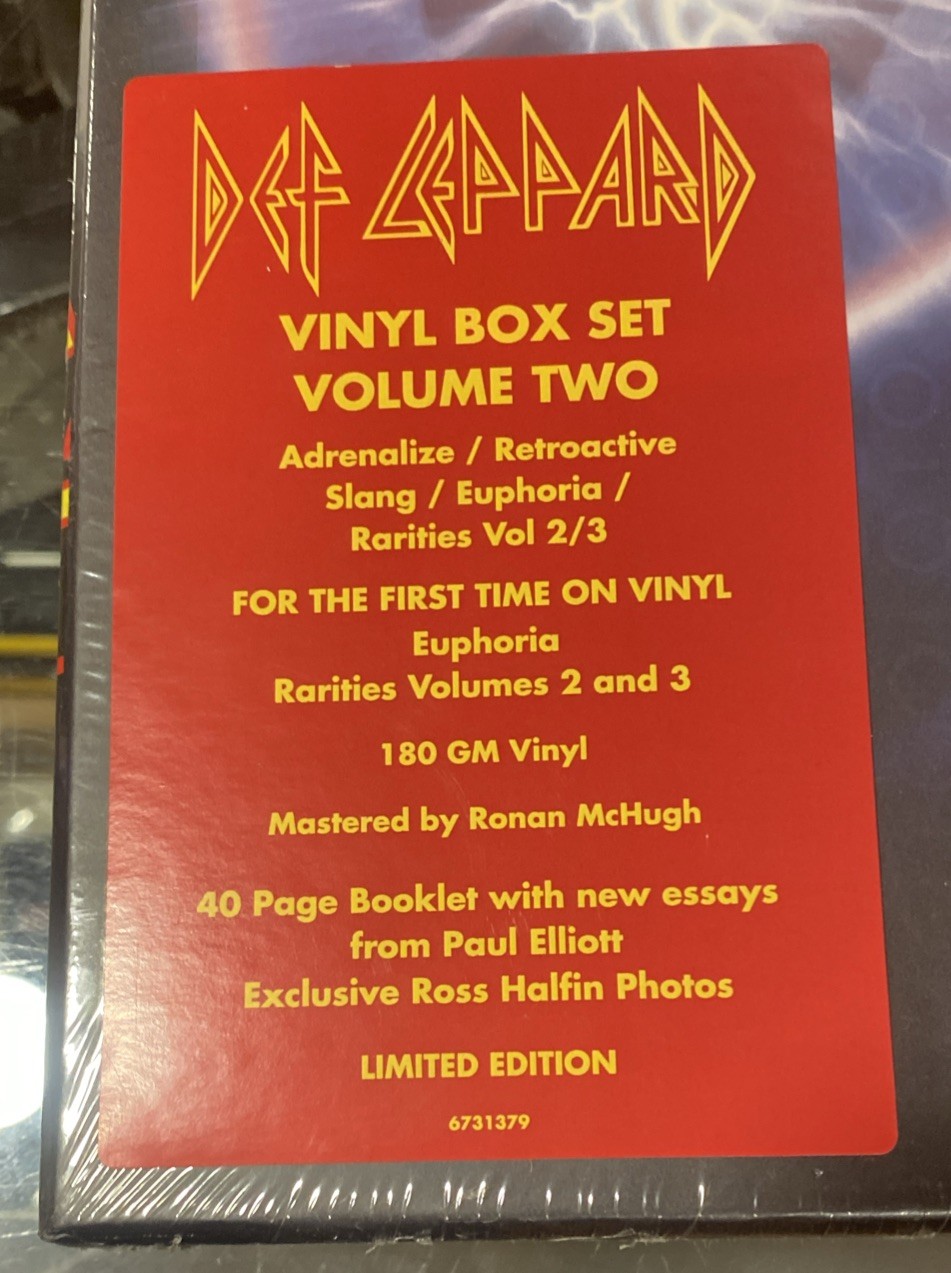 DEF LEPPARD
VINYL BOX SET
VOLUME TWO
Adrenalize / Retroactive
Slang / Euphoria /
Rarities Vol 2/3
FOR THE FIRST TIME ON VINYL
Euphoria
Rarities Volumes 2 and 3
180 GM Vinyl
Mastered by Ronan McHugh
40 Page Booklet with new essays
from Paul Elliott
Exclusive Ross Halfin Photos
LIMITED EDITION
6731379